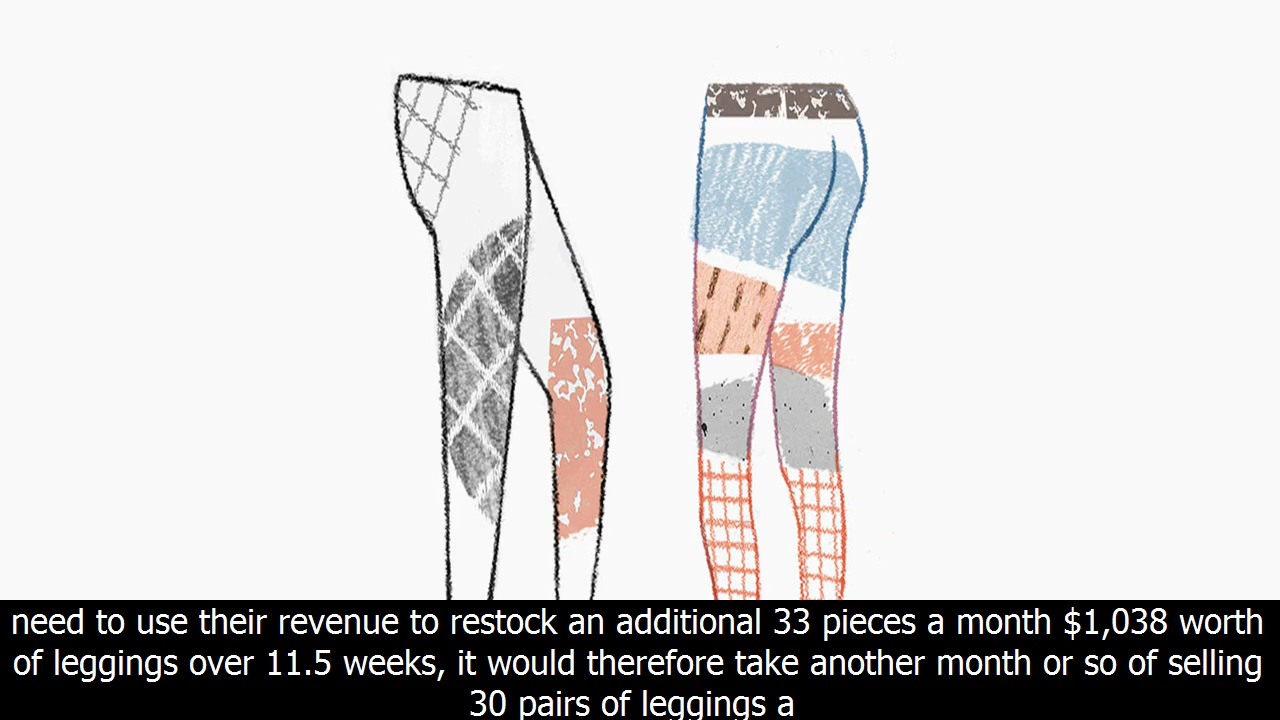 need to use their revenue to restock an additional 33 pieces a month $1,038 worth
of leggings over 11.5 weeks, it would therefore take another month or so of selling
30 pairs of leggings a